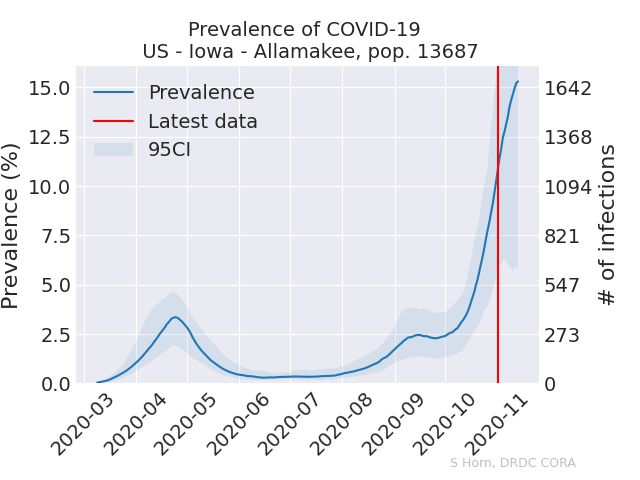 Prevalence of COVID-19
US - Iowa - Allamakee, pop. 13687
Prevalence (%)
15.0
12.5
10.0
7.5
5.0
2.5
0.0
Prevalence
Latest data
95CI
1642
1368
1094
821
547
273
0
# of infections
2020-03
2020-04
2020-05
2020-06
2020-07
2020-08
2020-09
2020-10
2020-11
S Horn, DRDC CORA